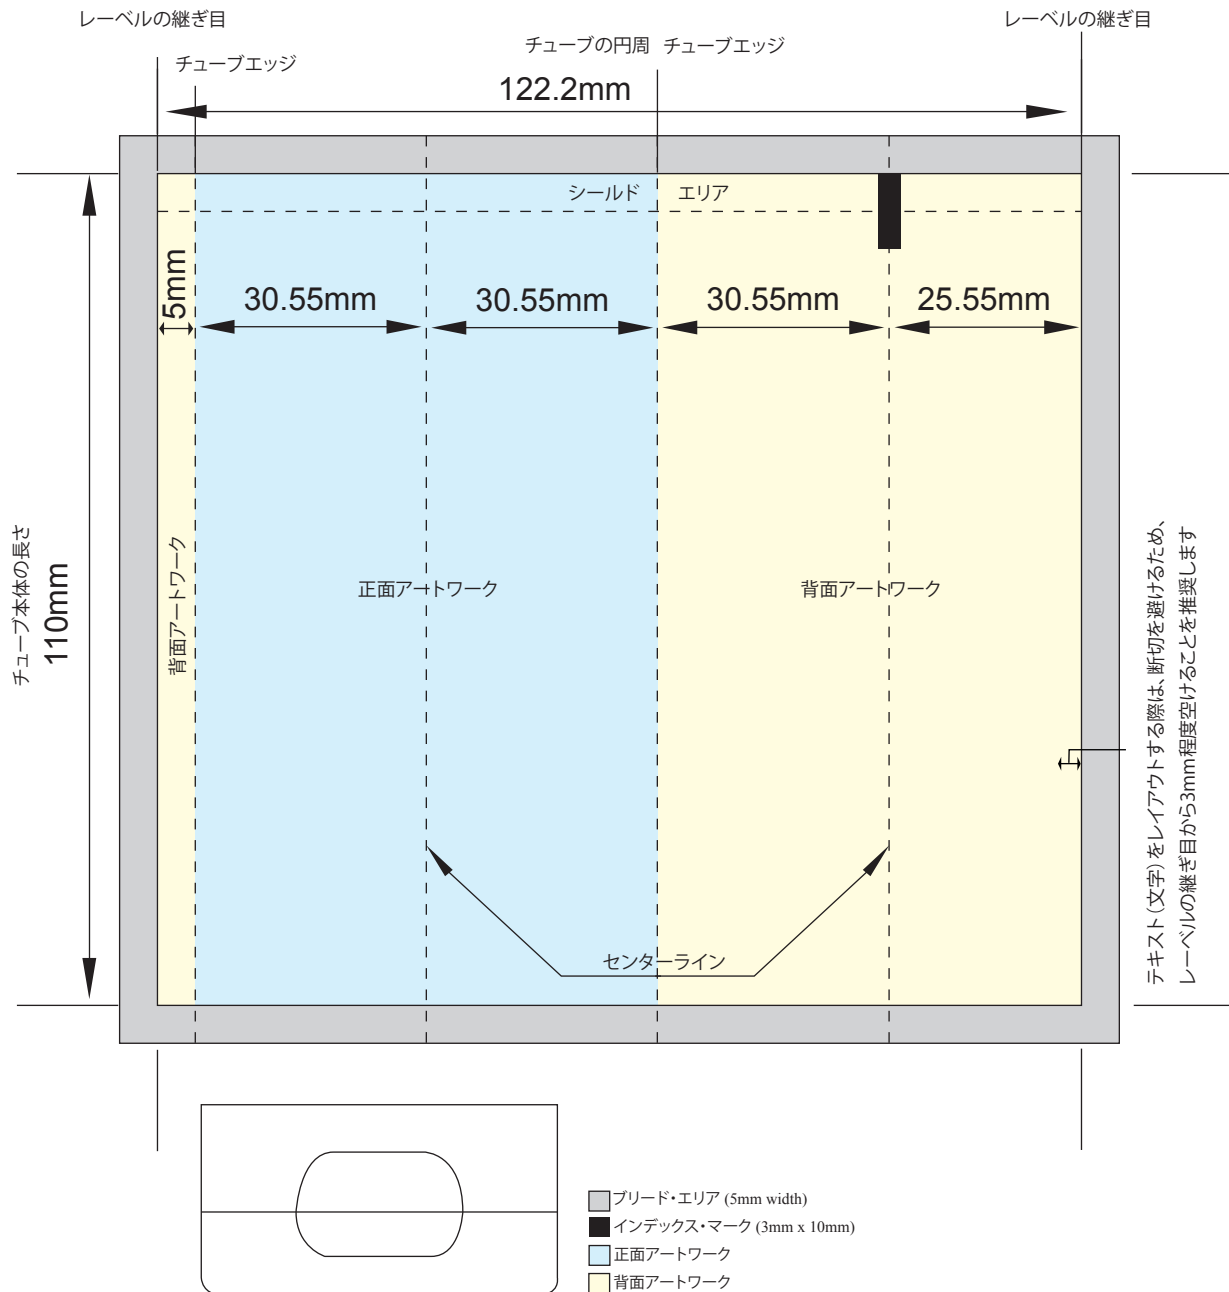 レーベルの継ぎ目
レーベルの継ぎ目
チューブの円周
チューブエッジ
チューブエッジ
122.2mm
シールド
エリア
5mm
30.55mm
30.55mm
30.55mm
25.55mm
チューブ本体の長さ
110mm
背面アートワーク
正面アートワーク
背面アートワーク
テキスト(文字)をレイアウトする際は、断切を避けるため、
レーベルの継ぎ目から3mm程度空けることを推奨します
センターライン
ブリード・エリア (5mm width)
インデックス・マーク (3mm x 10mm)
正面アートワーク
背面アートワーク